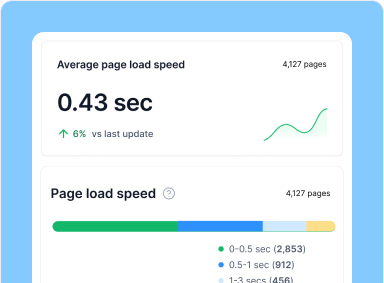 Average page load speed 4,127 pages
0.43 sec
6% vs last update
Page load speed ? 4,127 pages
0-0.5 sec (2,853)
0.5-1 sec (912)
1-3 secs (456)